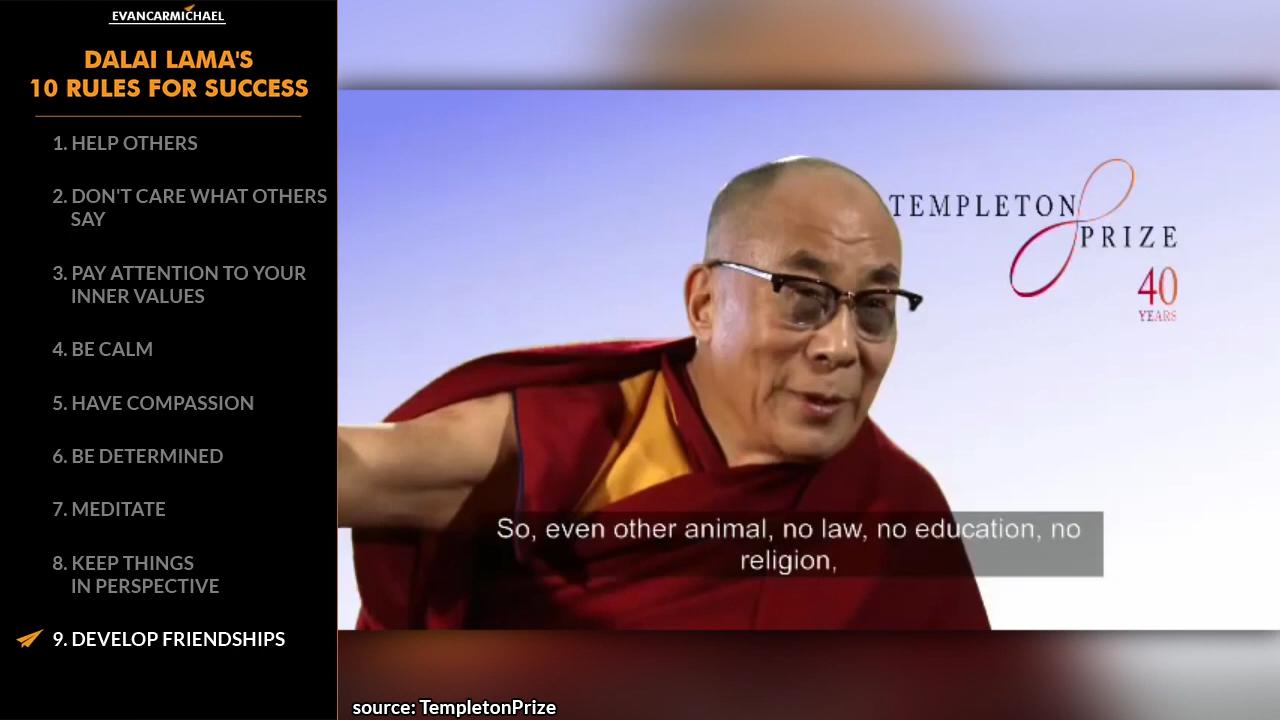 EVANCARMICHAEL
DALAI LAMA'S
10 RULES FOR SUCCESS
1. HELP OTHERS
2. DON'T CARE WHAT OTHERS
SAY
3. PAY ATTENTION TO YOUR
INNER VALUES
4. BE CALM
5. HAVE COMPASSION
6. BE DETERMINED
7. MEDITATE
8. KEEP THINGS
IN PERSPECTIVE
9. DEVELOP FRIENDSHIPS
TEMPLETON
PRIZE
40
YEARS
So, even other animal, no law, no education, no
religion,
source: TempletonPrize